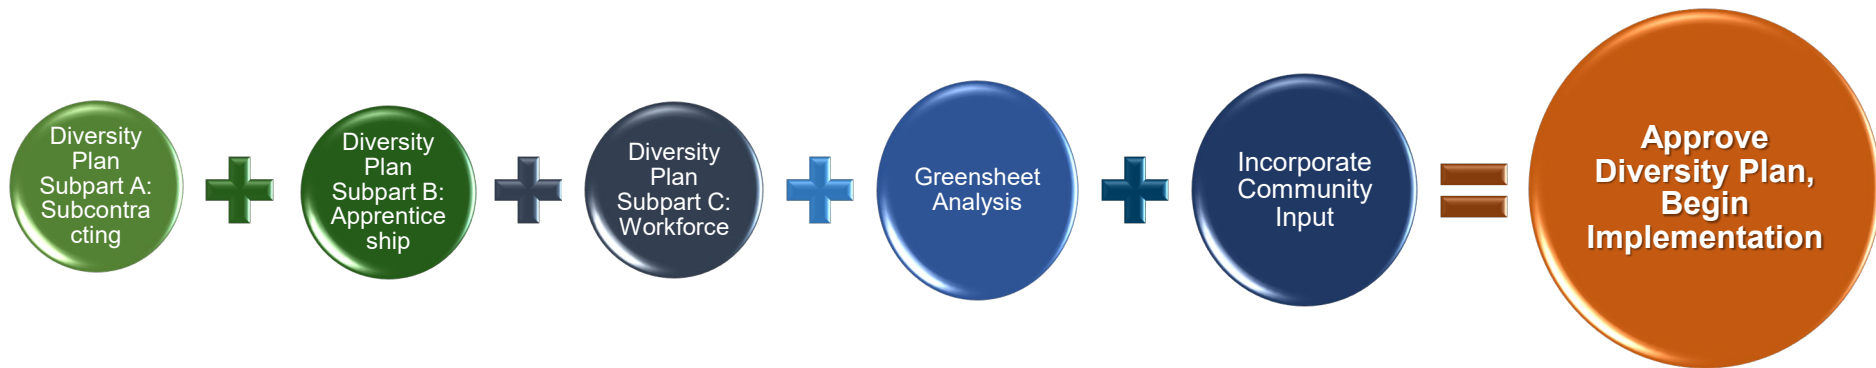 Diversity
Plan
Subpart A:
Subcontra
cting
Diversity
Plan
Subpart B:
Apprentice
ship
Diversity
Plan
Subpart C:
Workforce
Greensheet
Analysis
Incorporate
Community
Input
Approve
Diversity Plan,
Begin
Implementation